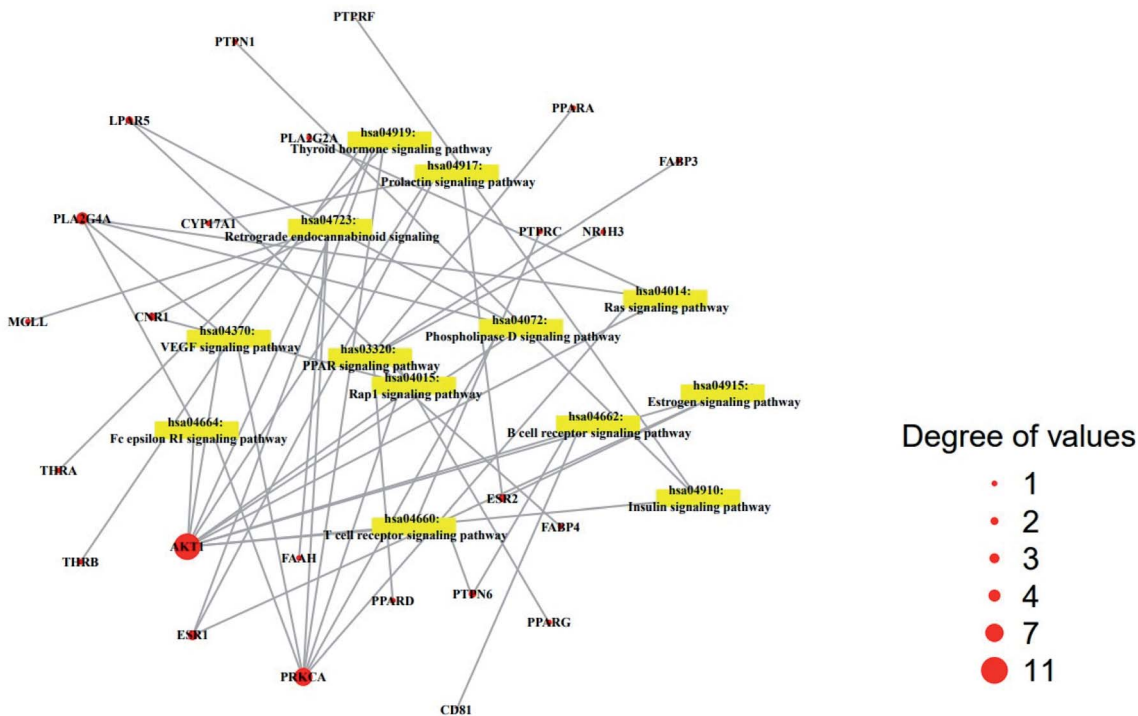 PTPRF
PTPN1
PPARA
LPAR5
hsa04919:
PLA2G2A
Thyroid hormone signaling pathway
hsa04917:
FABP3
Prolactin signaling pathway
PLA2G4A
CYP17A1
hsa04723:
Retrograde endocannabinoid signaling
PTPRC
NR1H3
hsa04014:
Ras signaling pathway
MGLL
CNR1
hsa04370:
VEGF signaling pathway
hsa04072:
Phospholipase D signaling pathway
has03320:
PPAR signaling pathway
hsa04015:
Rap1 signaling pathway
hsa04915:
Estrogen signaling pathway
hsa04664:
Fc epsilon RI signaling pathway
hsa04662:
B cell receptor signaling pathway
THRA
hsa04910:
Insulin signaling pathway
ESR2
hsa04660:
T cell receptor signaling pathway
FABP4
AKT1
THRB
FAAH
PPARD
PTPN6
PPARG
ESR1
PRKCA
CD81
Degree of values
1
2
3
4
7
11